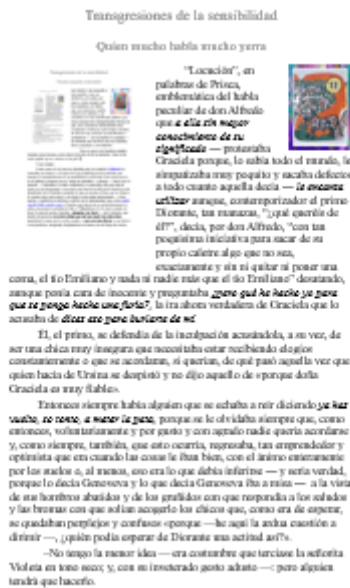 Transgresiones de la sensibilidad
Quien mucho habla mucho yerra
"Locución", en
palabras de Prisca,
emblemática del habla
peculiar de don Alfredo
que a ella sin mayor
conocimiento de su
significado — protestaba
Graciela porque, lo sabía todo el mundo, le
simpatizaba muy poquito y sacaba defectos
a todo cuanto aquella decía — le encanta
utilizar aunque, contemporizador el primo
Diorante, tan manazas, "¡qué queréis de
él!", decía, por don Alfredo, "con tan
poquísima iniciativa para sacar de su
propio caletre algo que no sea,
exactamente y sin ni quitar ni poner una
coma, el tío Emiliano y nada ni nadie más que el tío Emiliano" desatando,
aunque ponía cara de inocente y preguntaba ¿pero qué he hecho yo para
que se ponga hecha una furia?, la ira ahora verdadera de Graciela que lo
acusaba de dices eso para burlarte de mí
Él, el primo, se defendía de la inculpación acusándola, a su vez, de
ser una chica muy insegura que necesitaba estar recibiendo elogios
constantemente o que se acordaran, si querían, de qué pasó aquella vez que
quien hacía de Ursina se despistó y no dijo aquello de «porque doña
Graciela es muy fiable».
Entonces siempre había alguien que se echaba a reír diciendo ya has
vuelto, so tonto, a meter la pata, porque se le olvidaba siempre que, como
entonces, voluntariamente y por gusto y con agrado nadie quería acordarse
y, como siempre, también, que esto ocurría, regresaba, tan emprendedor y
optimista que era cuando las cosas le iban bien, con el ánimo enteramente
por los suelos o, al menos, eso era lo que debía inferirse — y sería verdad,
porque lo decía Genoveva y lo que decía Genoveva iba a misa — a la vista
de sus hombros abatidos y de los gruñidos con que respondía a los saludos
y las bromas con que solían acogerlo los chicos que, como era de esperar,
se quedaban perplejos y confusos «porque —he aquí la ardua cuestión a
dirimir —, ¿quién podía esperar de Diorante una actitud así?».
–No tengo la menor idea — era costumbre que terciase la señorita
Violeta en tono seco; y, con su inveterado gesto adusto —: pero alguien
tendrá que hacerlo.